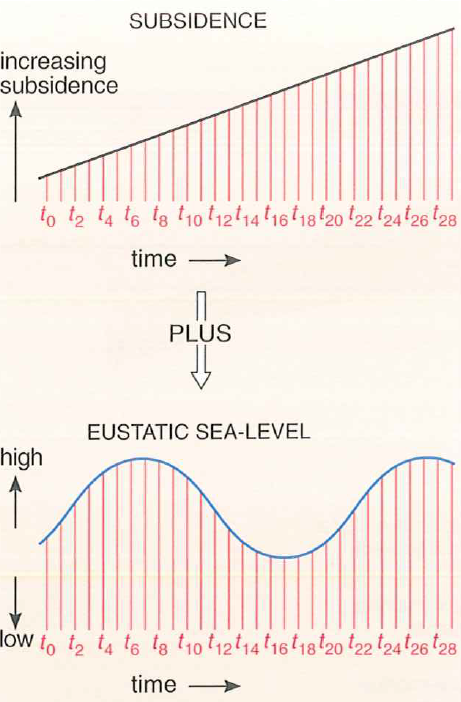 SUBSIDENCE
increasing
subsidence
t0 t2 t4 t6 t8 t10 t12 t14 t16 t18 t20 t22 t24 t26 t28
time
PLUS
EUSTATIC SEA-LEVEL
high
low
t0 t2 t4 t6 t8 t10 t12 t14 t16 t18 t20 t22 t24 t26 t28
time